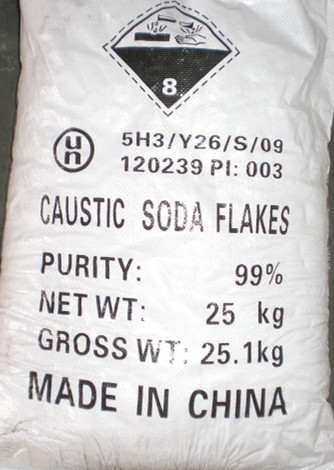 8
un
5H3/Y26/S/09
120239 PI: 003
CAUSTIC SODA FLAKES
PURITY: 99%
NET WT: 25 kg
GROSS WT: 25.1kg
MADE IN CHINA